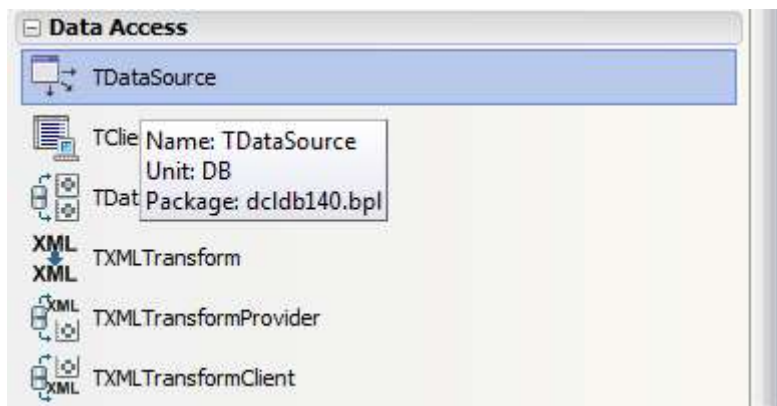 Data Access
TDataSource
TClie
Name: TDataSource
Unit: DB
TDat
Package: dcldb140.bpl
XML
XML
TXMLTransform
XML
TXMLTransformProvider
XML
TXMLTransformClient